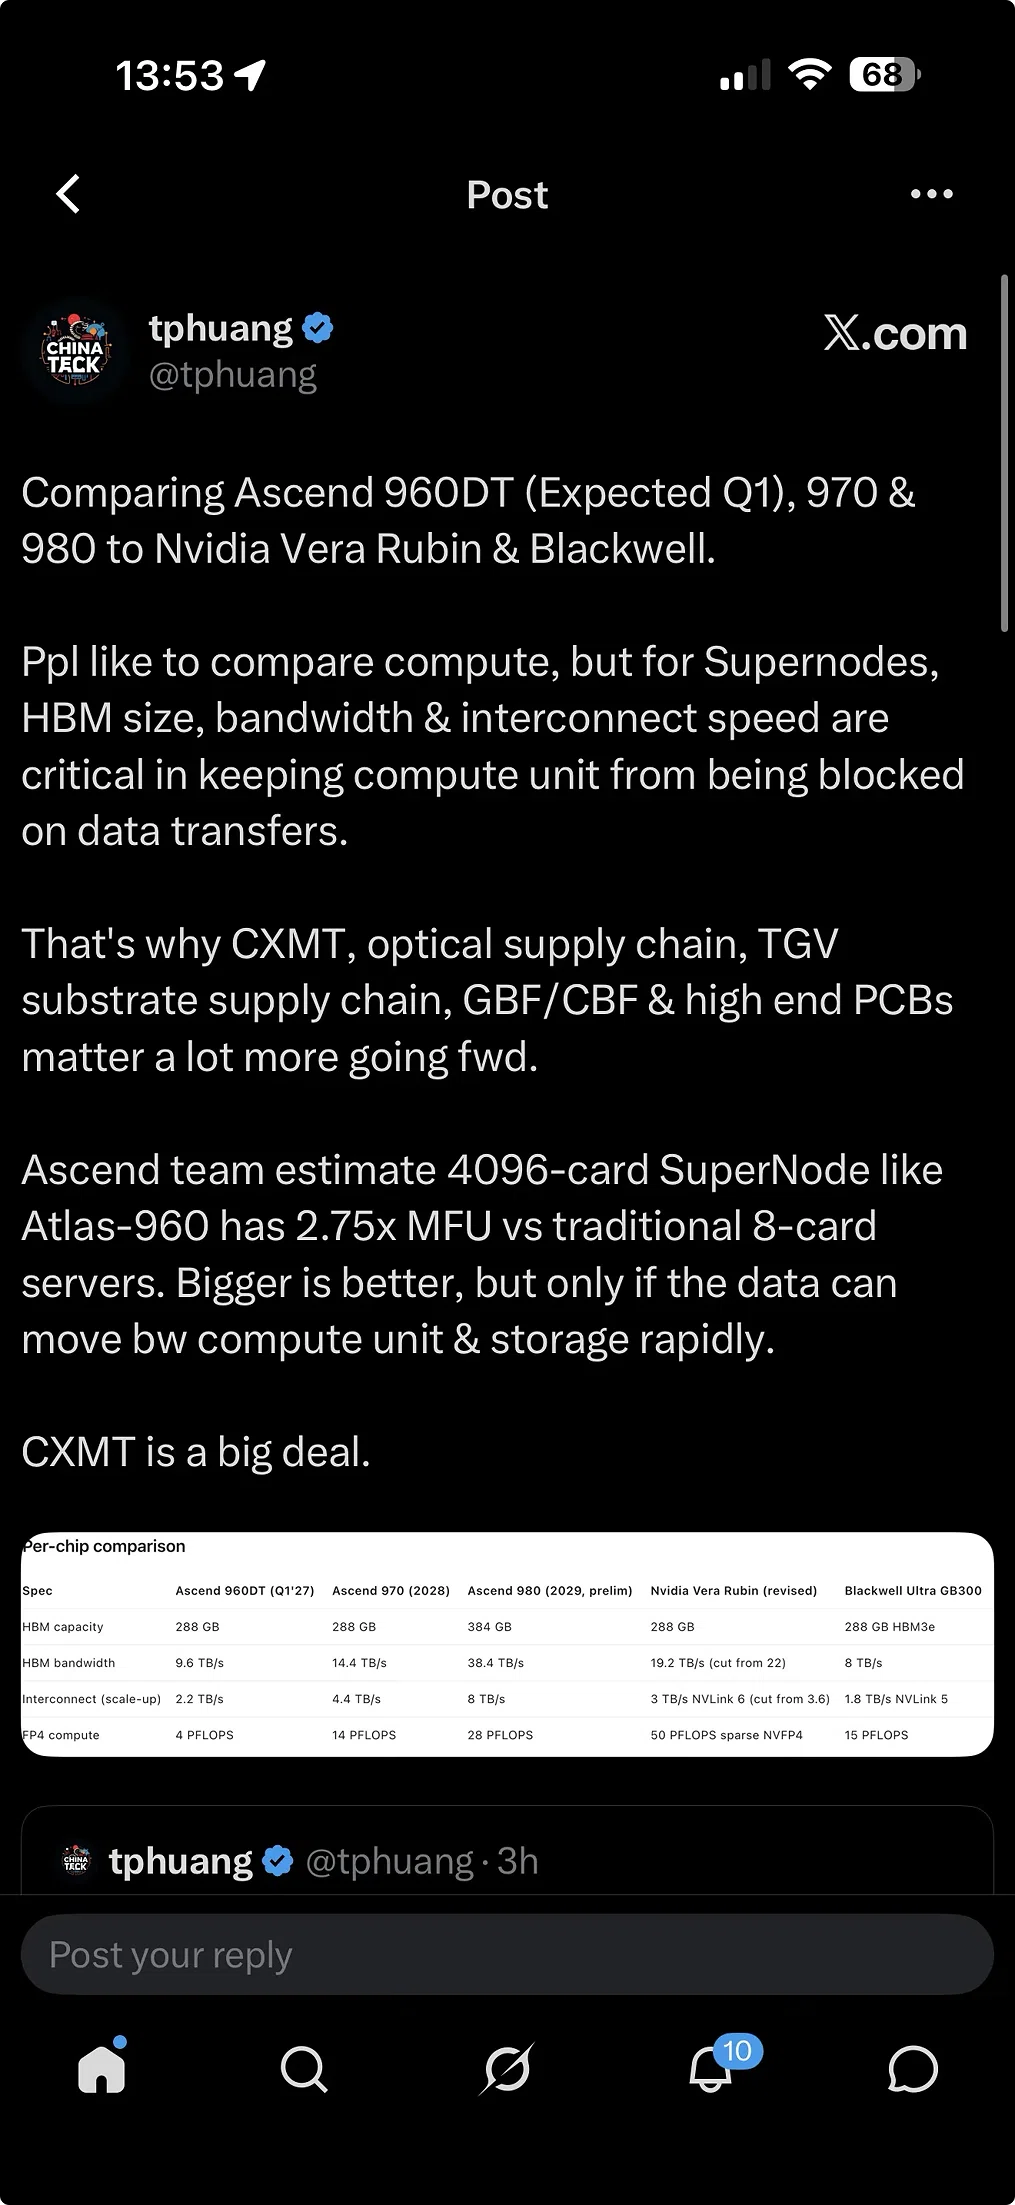 13:53
68
Post
CHINA
TECK
tphuang
X.com
@tphuang
Comparing Ascend 960DT (Expected Q1), 970 &
980 to Nvidia Vera Rubin & Blackwell.
Ppl like to compare compute, but for Supernodes,
HBM size, bandwidth & interconnect speed are
critical in keeping compute unit from being blocked
on data transfers.
That's why CXMT, optical supply chain, TGV
substrate supply chain, GBF/CBF & high end PCBs
matter a lot more going fwd.
Ascend team estimate 4096-card SuperNode like
Atlas-960 has 2.75x MFU vs traditional 8-card
servers. Bigger is better, but only if the data can
move bw compute unit & storage rapidly.
CXMT is a big deal.
Per-chip comparison
Spec Ascend 960DT (Q1'27) Ascend 970 (2028) Ascend 980 (2029, prelim) Nvidia Vera Rubin (revised) Blackwell Ultra GB300
HBM capacity 288 GB 288 GB 384 GB 288 GB 288 GB HBM3e
HBM bandwidth 9.6 TB/s 14.4 TB/s 38.4 TB/s 19.2 TB/s (cut from 22) 8 TB/s
Interconnect (scale-up) 2.2 TB/s 4.4 TB/s 8 TB/s 3 TB/s NVLink 6 (cut from 3.6) 1.8 TB/s NVLink 5
FP4 compute 4 PFLOPS 14 PFLOPS 28 PFLOPS 50 PFLOPS sparse NVFP4 15 PFLOPS
CHINA
TECK
tphuang @tphuang · 3h
Post your reply
10